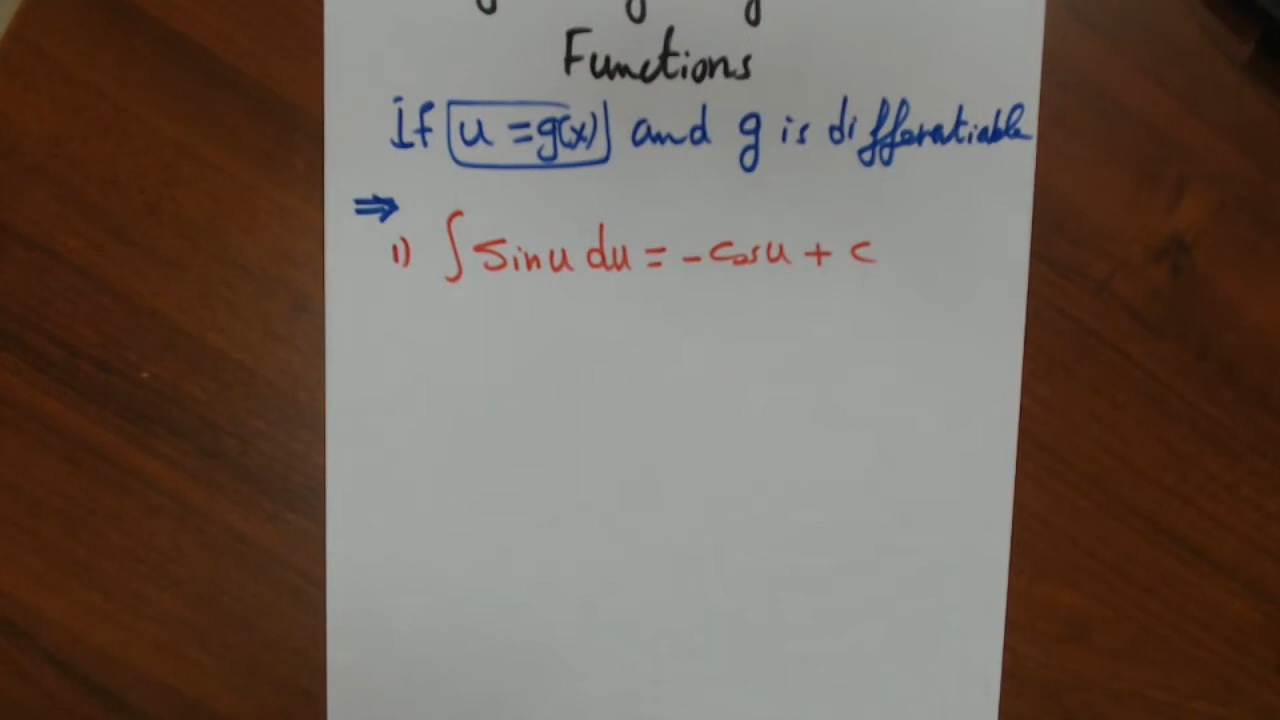 Functions
If u = g(x) and g is differatiable
⇒
1) ∫ sin u du = - cos u + c